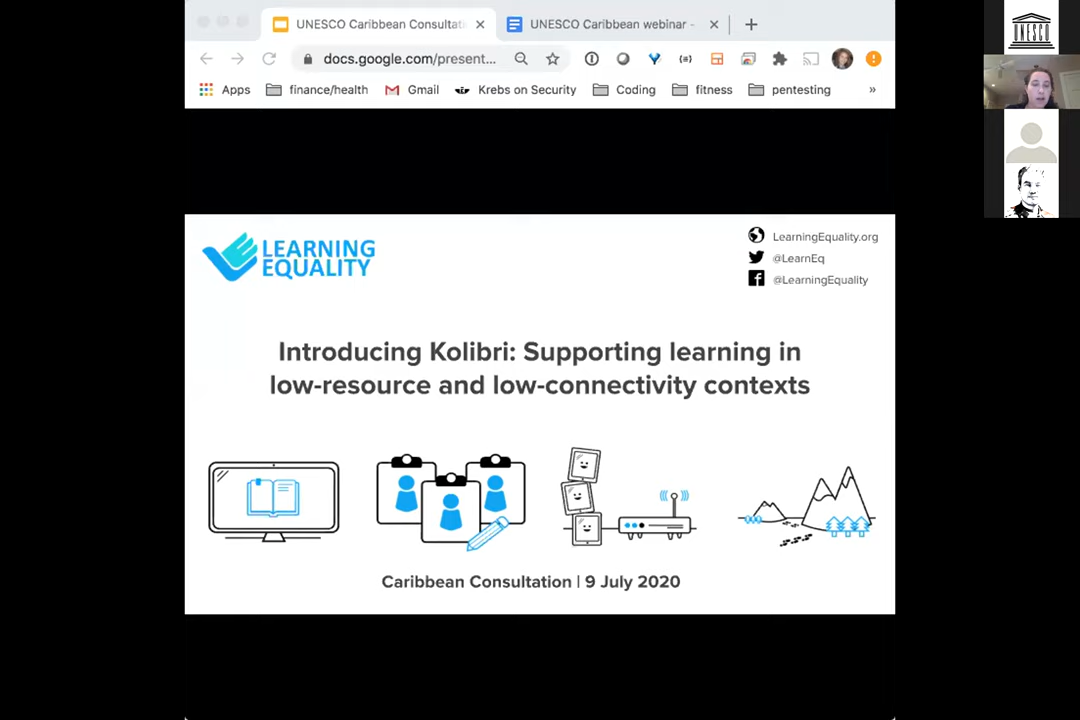 UNESCO Caribbean Consultat
UNESCO Caribbean webinar -
docs.google.com/present...
Apps
finance/health
Gmail
Krebs on Security
Coding
fitness
pentesting
»
UNESCO
LEARNING
EQUALITY
LearningEquality.org
@LearnEq
@LearningEquality
Introducing Kolibri: Supporting learning in
low-resource and low-connectivity contexts
Caribbean Consultation | 9 July 2020